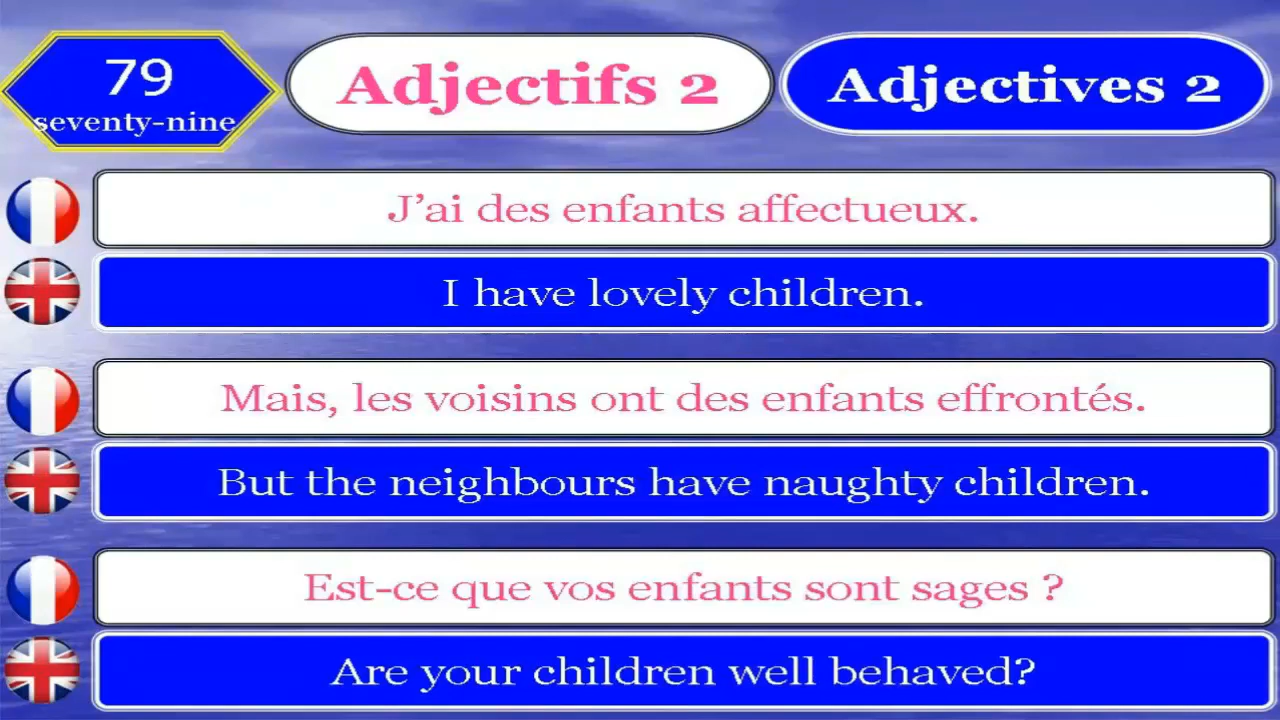 79
seventy-nine
Adjectifs 2
Adjectives 2
J’ai des enfants affectueux.
I have lovely children.
Mais, les voisins ont des enfants effrontés.
But the neighbours have naughty children.
Est-ce que vos enfants sont sages ?
Are your children well behaved?